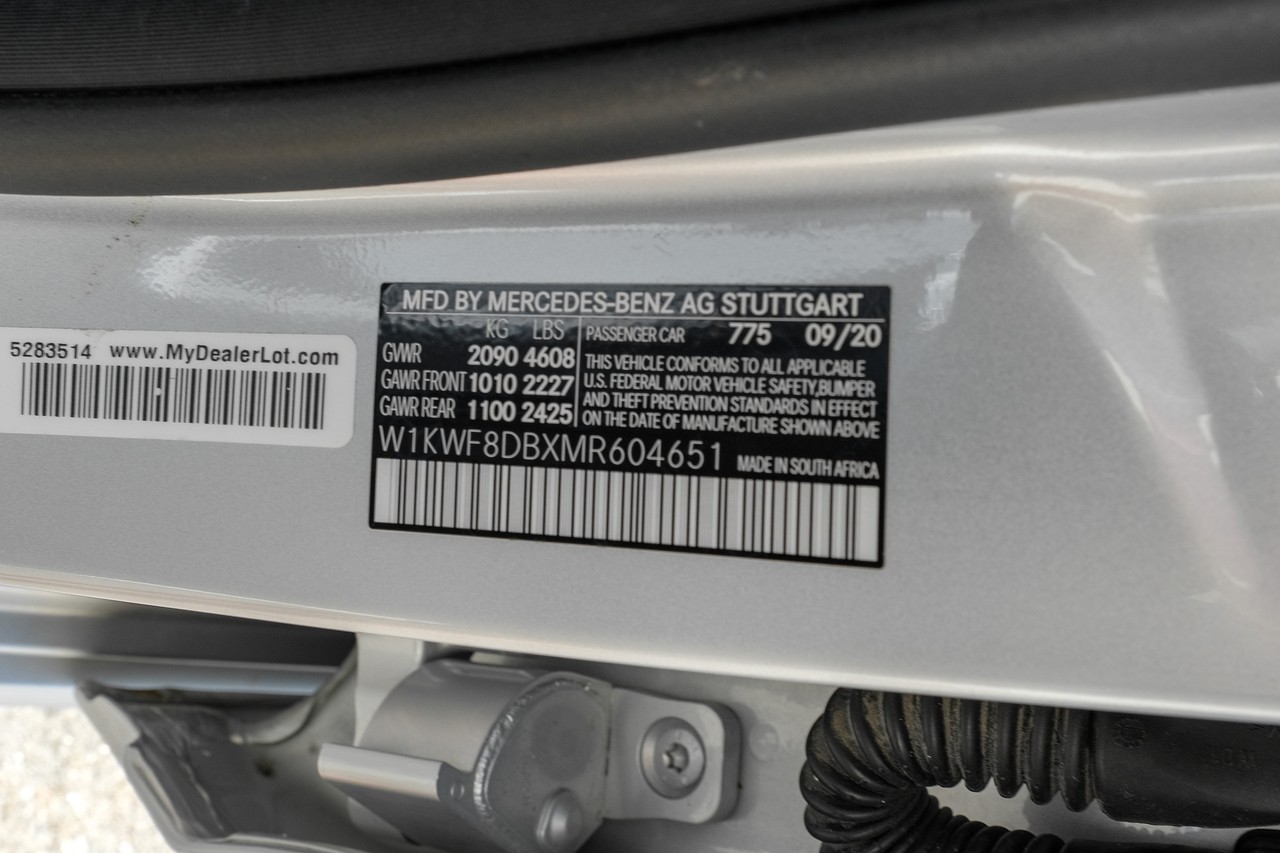 5283514 www.MyDealerLot.com
MFD BY MERCEDES-BENZ AG STUTTGART
KG LBS
GVWR 2090 4608
GAWR FRONT 1010 2227
GAWR REAR 1100 2425
PASSENGER CAR 775 09/20
THIS VEHICLE CONFORMS TO ALL APPLICABLE
U.S. FEDERAL MOTOR VEHICLE SAFETY,BUMPER
AND THEFT PREVENTION STANDARDS IN EFFECT
ON THE DATE OF MANUFACTURE SHOWN ABOVE
W1KWF8DBXMR604651 MADE IN SOUTH AFRICA